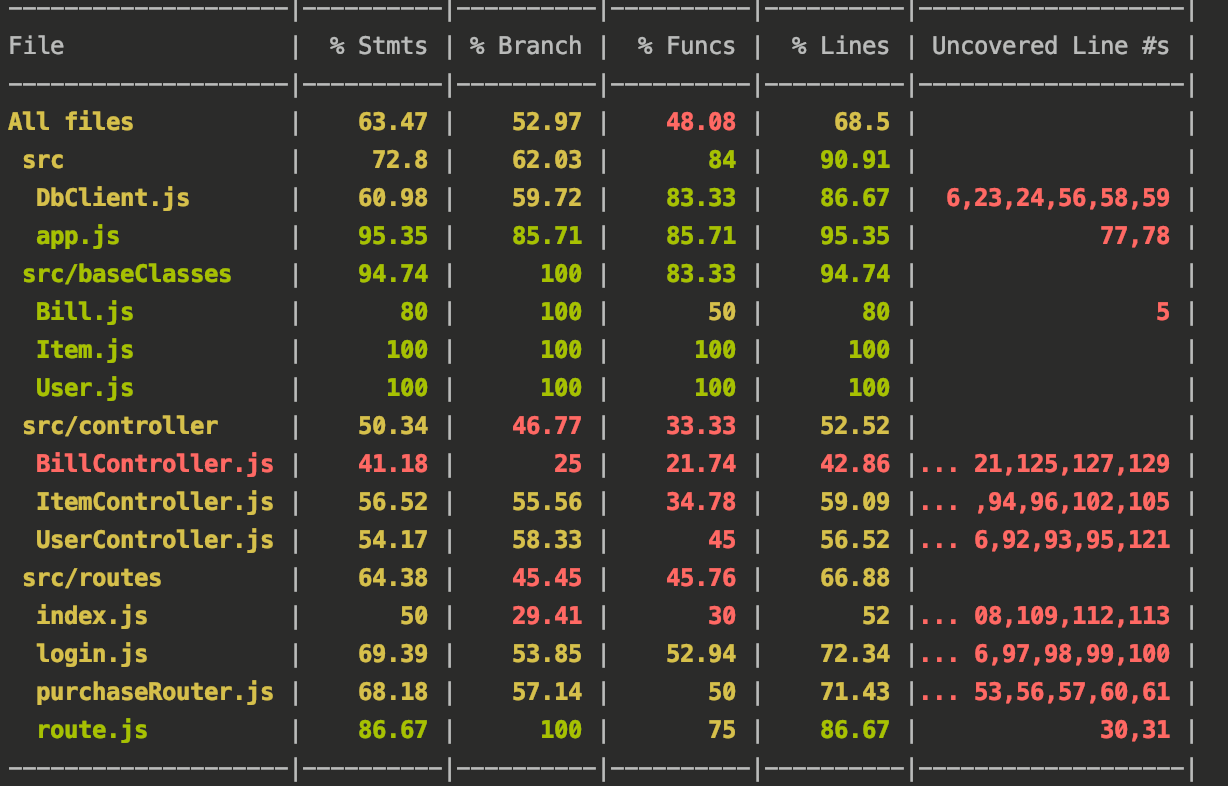 File | % Stmts | % Branch | % Funcs | % Lines | Uncovered Line #s |
All files | 63.47 | 52.97 | 48.08 | 68.5 | |
src | 72.8 | 62.03 | 84 | 90.91 | |
DbClient.js | 60.98 | 59.72 | 83.33 | 86.67 | 6,23,24,56,58,59 |
app.js | 95.35 | 85.71 | 85.71 | 95.35 | 77,78 |
src/baseClasses | 94.74 | 100 | 83.33 | 94.74 | |
Bill.js | 80 | 100 | 50 | 80 | 5 |
Item.js | 100 | 100 | 100 | 100 | |
User.js | 100 | 100 | 100 | 100 | |
src/controller | 50.34 | 46.77 | 33.33 | 52.52 | |
BillController.js | 41.18 | 25 | 21.74 | 42.86 |... 21,125,127,129 |
ItemController.js | 56.52 | 55.56 | 34.78 | 59.09 |... ,94,96,102,105 |
UserController.js | 54.17 | 58.33 | 45 | 56.52 |... 6,92,93,95,121 |
src/routes | 64.38 | 45.45 | 45.76 | 66.88 | |
index.js | 50 | 29.41 | 30 | 52 |... 08,109,112,113 |
login.js | 69.39 | 53.85 | 52.94 | 72.34 |... 6,97,98,99,100 |
purchaseRouter.js | 68.18 | 57.14 | 50 | 71.43 |... 53,56,57,60,61 |
route.js | 86.67 | 100 | 75 | 86.67 | 30,31 |